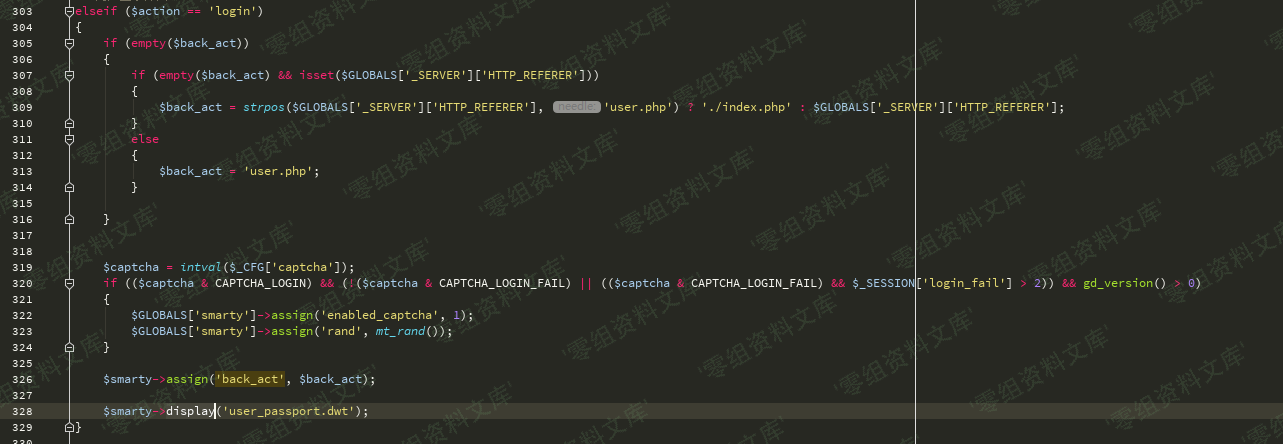 303 elseif ($action == 'login')
304 {
305 if (empty($back_act))
306 {
307 if (empty($back_act) && isset($GLOBALS['_SERVER']['HTTP_REFERER']))
308 {
309 $back_act = strpos($GLOBALS['_SERVER']['HTTP_REFERER'], needle: 'user.php') ? './index.php' : $GLOBALS['_SERVER']['HTTP_REFERER'];
310 }
311 else
312 {
313 $back_act = 'user.php';
314 }
315
316 }
317
318
319 $captcha = intval($_CFG['captcha']);
320 if (($captcha & CAPTCHA_LOGIN) && (!($captcha & CAPTCHA_LOGIN_FAIL) || (($captcha & CAPTCHA_LOGIN_FAIL) && $_SESSION['login_fail'] > 2)) && gd_version() > 0)
321 {
322 $GLOBALS['smarty']->assign('enabled_captcha', 1);
323 $GLOBALS['smarty']->assign('rand', mt_rand());
324 }
325
326 $smarty->assign('back_act', $back_act);
327
328 $smarty->display('user_passport.dwt');
329 }
330
'零组资料文库'